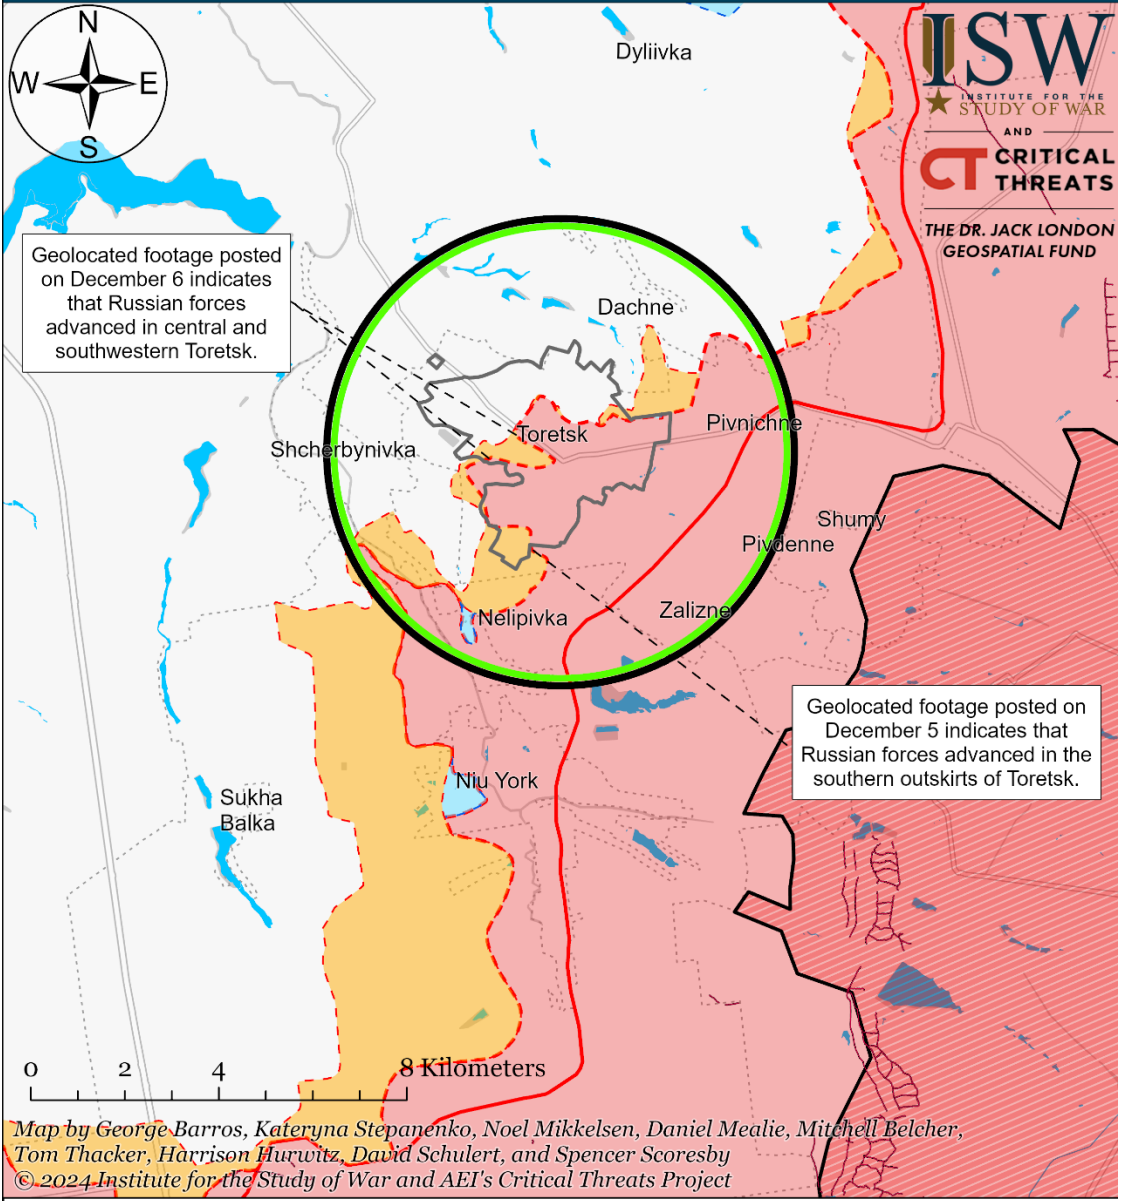 N
W
E
S
Dyliivka
ISW
INSTITUTE FOR THE
STUDY OF WAR
AND
CT CRITICAL
THREATS
THE DR. JACK LONDON
GEOSPATIAL FUND
Geolocated footage posted
on December 6 indicates
that Russian forces
advanced in central and
southwestern Toretsk.
Dachne
Pivnichne
Toretsk
Shcherbynivka
Shumy
Pivdenne
Nelipivka
Zalizne
Geolocated footage posted on
December 5 indicates that
Russian forces advanced in the
southern outskirts of Toretsk.
Niu York
Sukha
Balka
0 2 4 8 Kilometers
Map by George Barros, Kateryna Stepanenko, Noel Mikkelsen, Daniel Mealie, Mitchell Belcher,
Tom Thacker, Harrison Hurwitz, David Schulert, and Spencer Scoresby
© 2024 Institute for the Study of War and AEI's Critical Threats Project